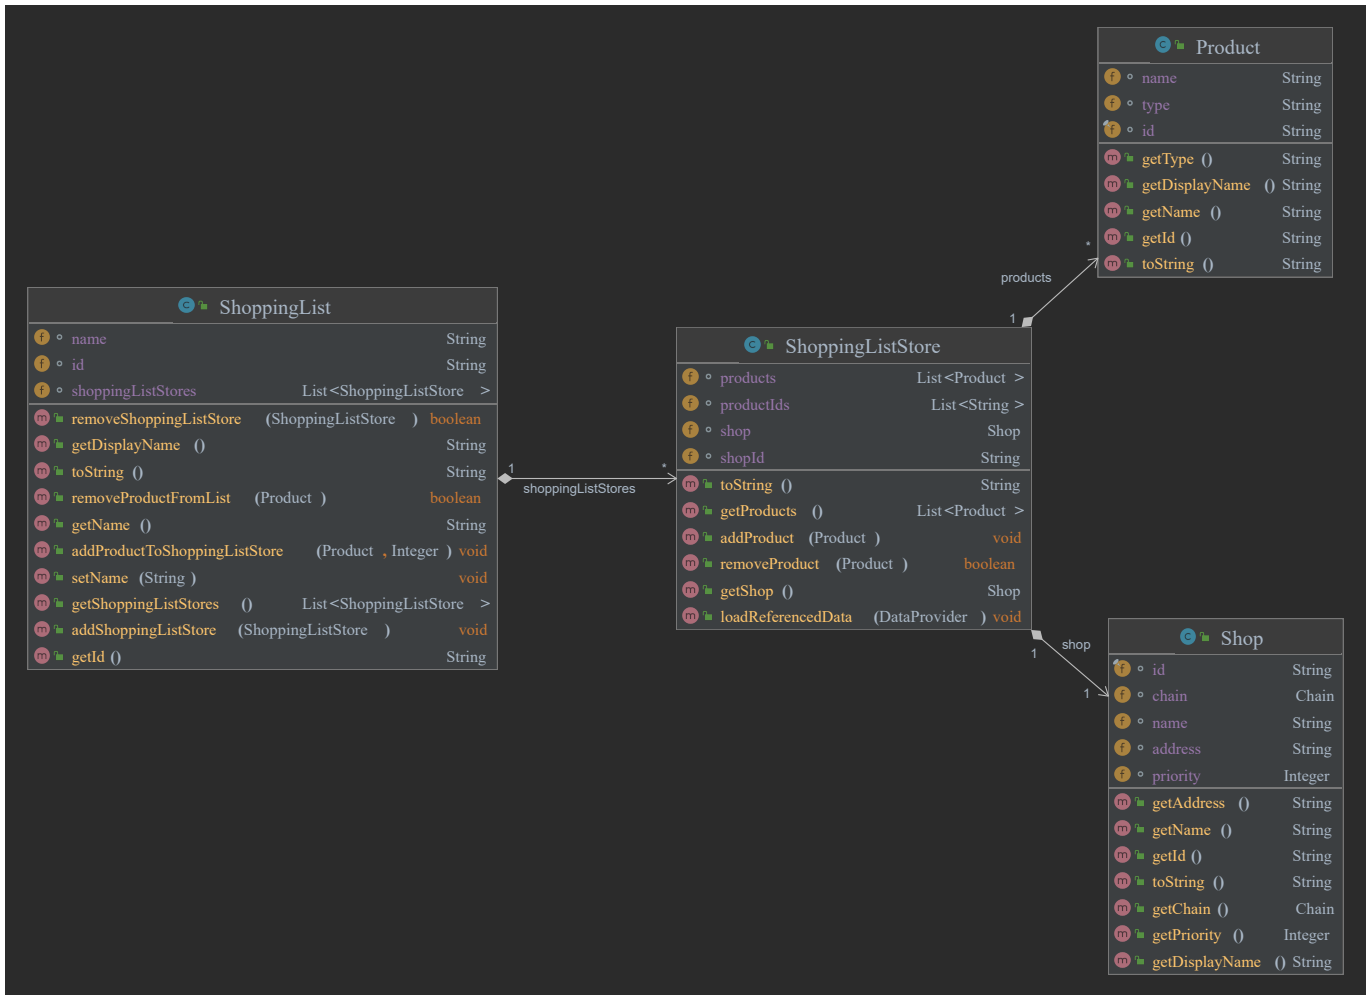 Product
name String
type String
id String
getType () String
getDisplayName () String
getName () String
getId () String
toString () String
ShoppingList
name String
id String
shoppingListStores List<ShoppingListStore >
removeShoppingListStore (ShoppingListStore ) boolean
getDisplayName () String
toString () String
removeProductFromList (Product ) boolean
getName () String
addProductToShoppingListStore (Product , Integer ) void
setName (String ) void
getShoppingListStores () List<ShoppingListStore >
addShoppingListStore (ShoppingListStore ) void
getId () String
1
*
shoppingListStores
ShoppingListStore
products List<Product >
productIds List<String >
shop Shop
shopId String
toString () String
getProducts () List<Product >
addProduct (Product ) void
removeProduct (Product ) boolean
getShop () Shop
loadReferencedData (DataProvider ) void
*
products
1
shop
1
1
Shop
id String
chain Chain
name String
address String
priority Integer
getAddress () String
getName () String
getId () String
toString () String
getChain () Chain
getPriority () Integer
getDisplayName () String